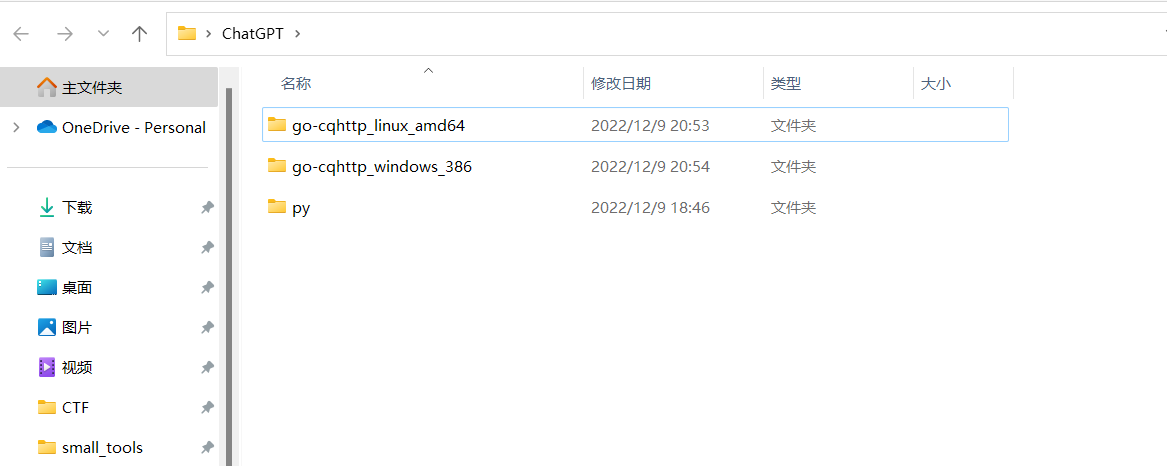 ChatGPT
主文件夹
OneDrive - Personal
下载
文档
桌面
图片
视频
CTF
small_tools
名称 修改日期 类型 大小
go-cqhttp_linux_amd64 2022/12/9 20:53 文件夹
go-cqhttp_windows_386 2022/12/9 20:54 文件夹
py 2022/12/9 18:46 文件夹